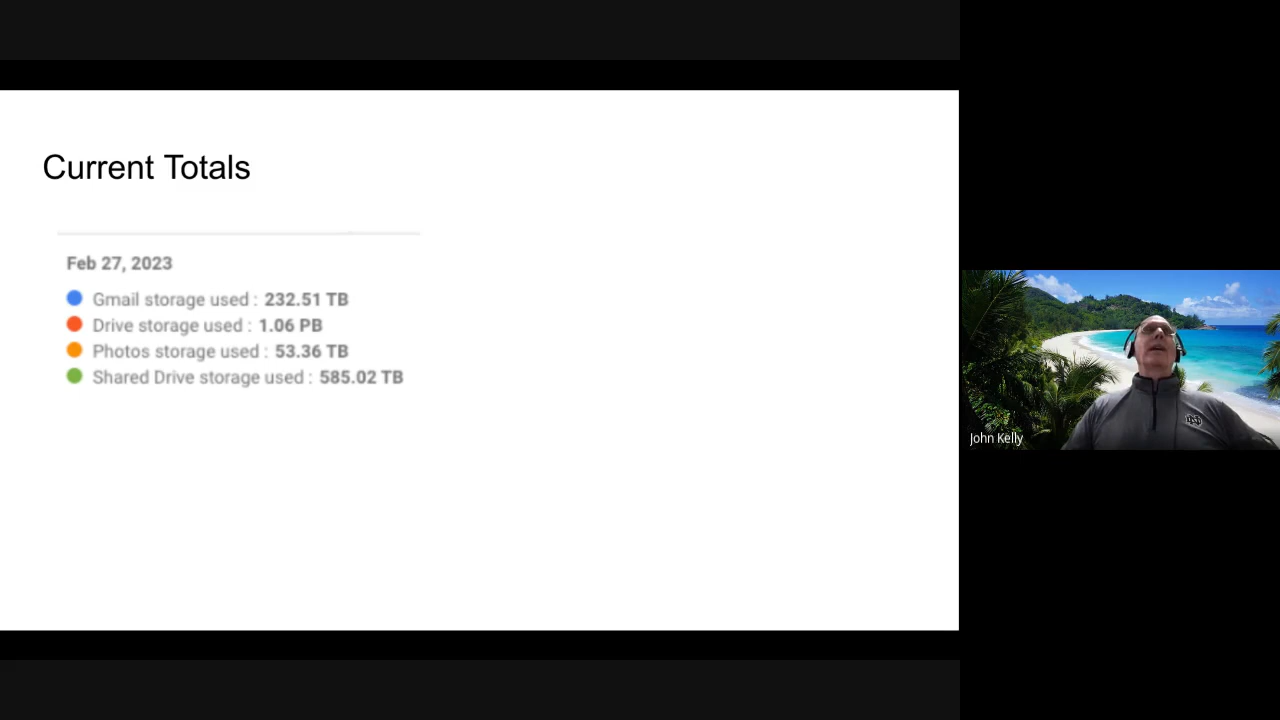 Current Totals
Feb 27, 2023
Gmail storage used : 232.51 TB
Drive storage used : 1.06 PB
Photos storage used : 53.36 TB
Shared Drive storage used : 585.02 TB
John Kelly